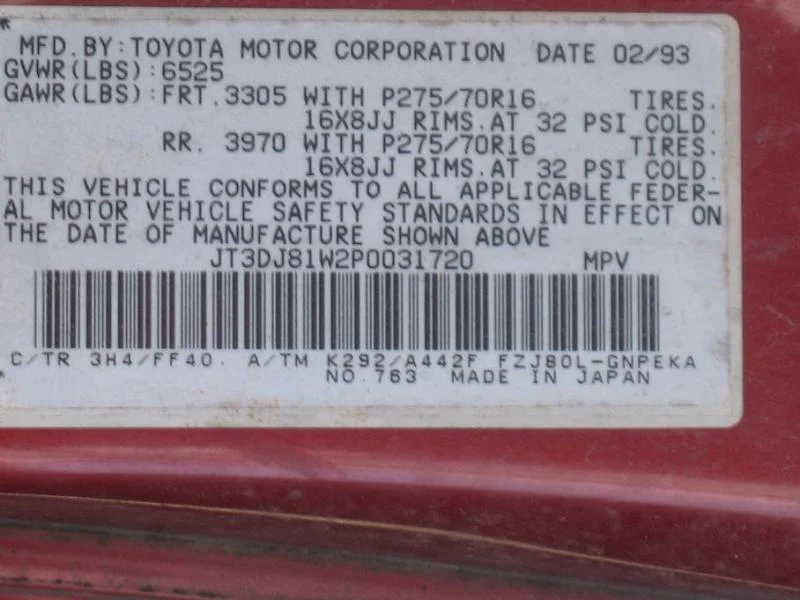 MFD.BY:TOYOTA MOTOR CORPORATION DATE 02/93
GVWR(LBS):6525
GAWR(LBS):FRT.3305 WITH P275/70R16 TIRES.
16X8JJ RIMS.AT 32 PSI COLD.
RR. 3970 WITH P275/70R16 TIRES.
16X8JJ RIMS.AT 32 PSI COLD.
THIS VEHICLE CONFORMS TO ALL APPLICABLE FEDER-
AL MOTOR VEHICLE SAFETY STANDARDS IN EFFECT ON
THE DATE OF MANUFACTURE SHOWN ABOVE
JT3DJ81W2P0031720 MPV
C/TR 3H4/FF40. A/TM K292/A442F FZJ80L-GNPEKA
NO.763 MADE IN JAPAN